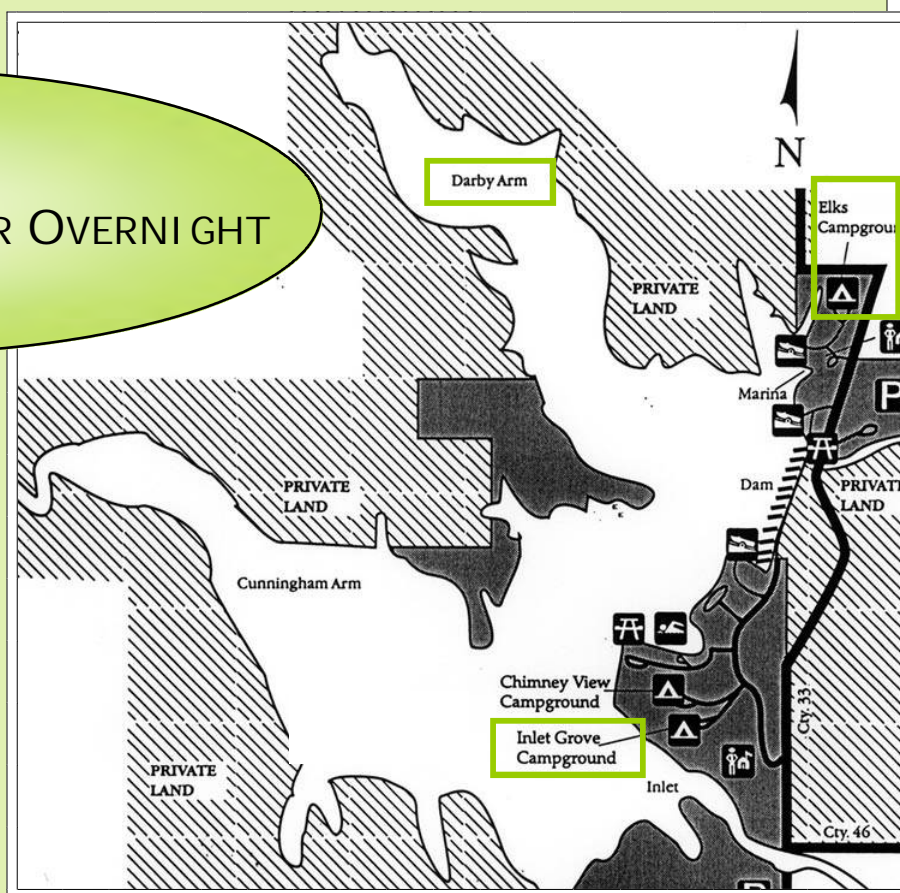 R OVERNIGHT
N
Darby Arm
Elks
Campgrou
PRIVATE
LAND
Marina
P
Dam
PRIVATE
LAND
PRIVATE
LAND
Cunningham Arm
Chimney View
Campground
Inlet Grove
Campground
Cty. 33
PRIVATE
LAND
Inlet
Cty. 46